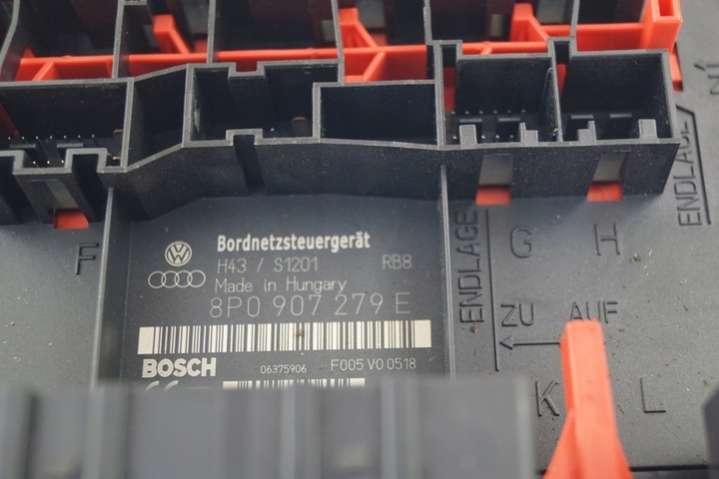 Bordnetzsteuergerät
H43 / S1201 RB8
Made in Hungary
8P0 907 279 E
BOSCH 06375906 F005 V0 0518
CE
F
G H
ENDLAGE
ENDLAGE
ZU AUF
K L